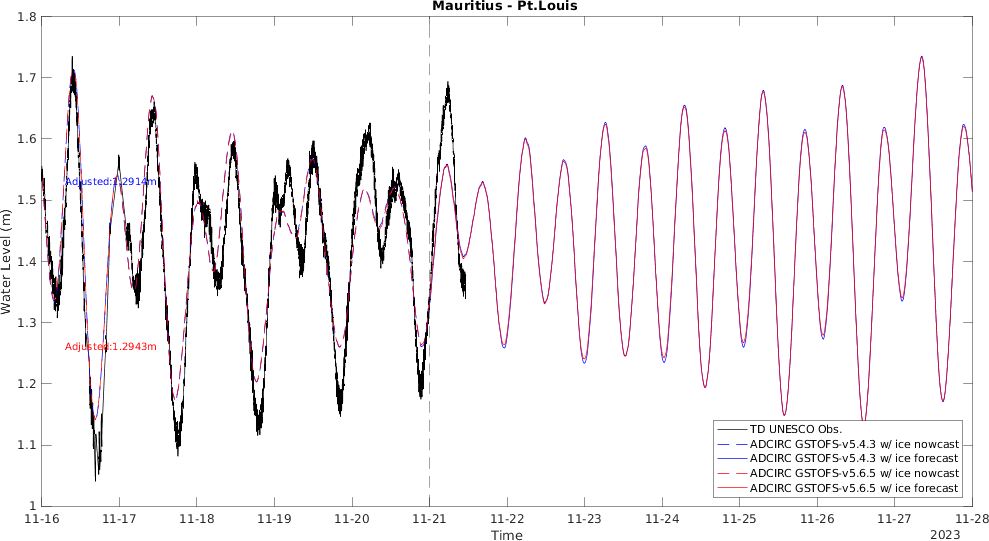 Mauritius - Pt.Louis
1.8
1.7
1.6
1.5
1.4
1.3
1.2
1.1
1
Water Level (m)
Adjusted:1.2914m
Adjusted:1.2943m
TD UNESCO Obs.
ADCIRC GSTOFS-v5.4.3 w/ ice nowcast
ADCIRC GSTOFS-v5.4.3 w/ ice forecast
ADCIRC GSTOFS-v5.6.5 w/ ice nowcast
ADCIRC GSTOFS-v5.6.5 w/ ice forecast
11-16 11-17 11-18 11-19 11-20 11-21 11-22 11-23 11-24 11-25 11-26 11-27 11-28
Time
2023